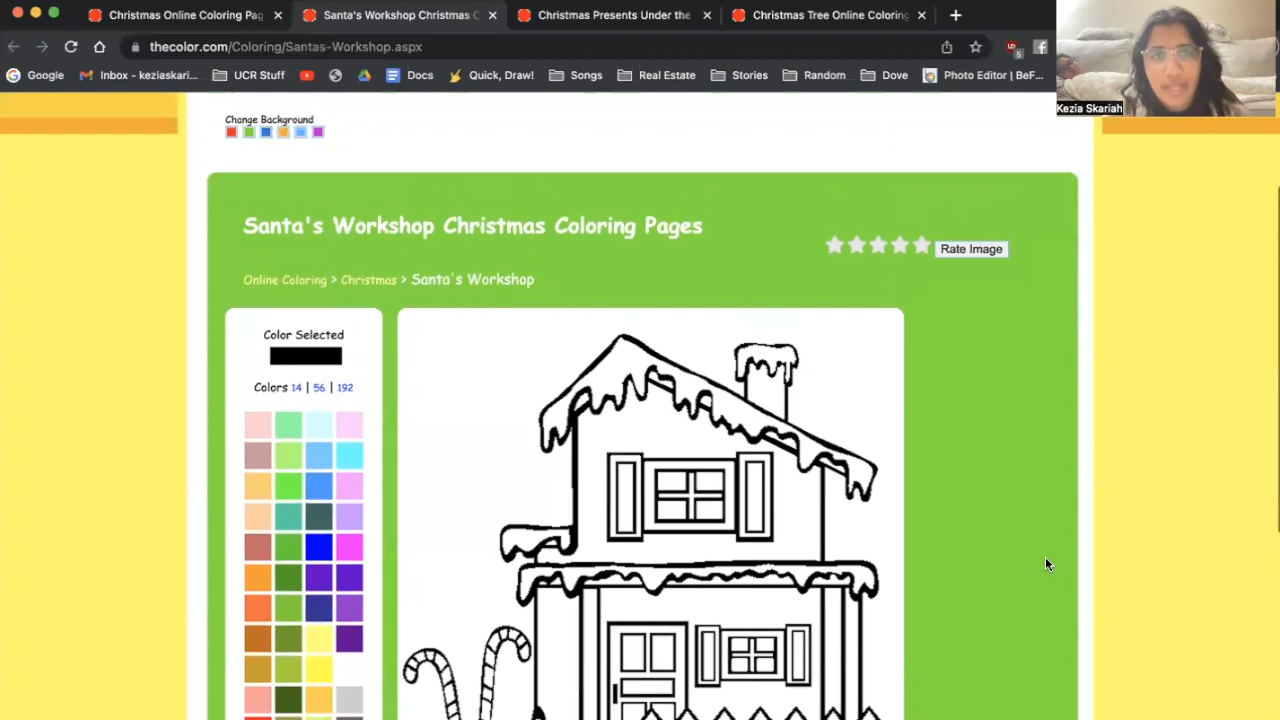 Christmas Online Coloring Pag
Santa's Workshop Christmas C
Christmas Presents Under the
Christmas Tree Online Coloring
thecolor.com/Coloring/Santas-Workshop.aspx
5
Google
Inbox - keziaskari...
UCR Stuff
Docs
Quick, Draw!
Songs
Real Estate
Stories
Random
Dove
Photo Editor | BeF...
Kezia Skariah
Change Background
Santa's Workshop Christmas Coloring Pages
Rate Image
Online Coloring > Christmas > Santa's Workshop
Color Selected
Colors 14 | 56 | 192